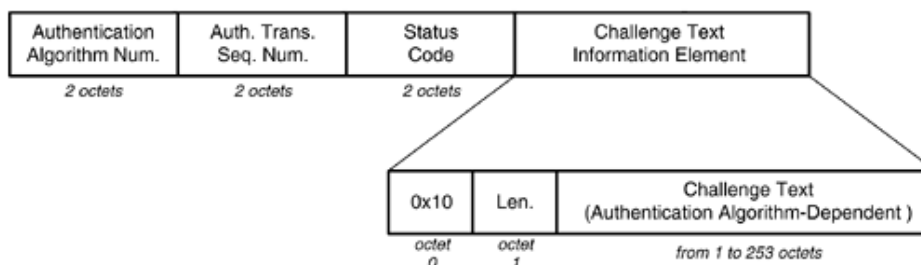 Authentication
Algorithm Num.
Auth. Trans.
Seq. Num.
Status
Code
Challenge Text
Information Element
2 octets
2 octets
2 octets
0x10
Len.
Challenge Text
(Authentication Algorithm-Dependent )
octet
0
octet
1
from 1 to 253 octets